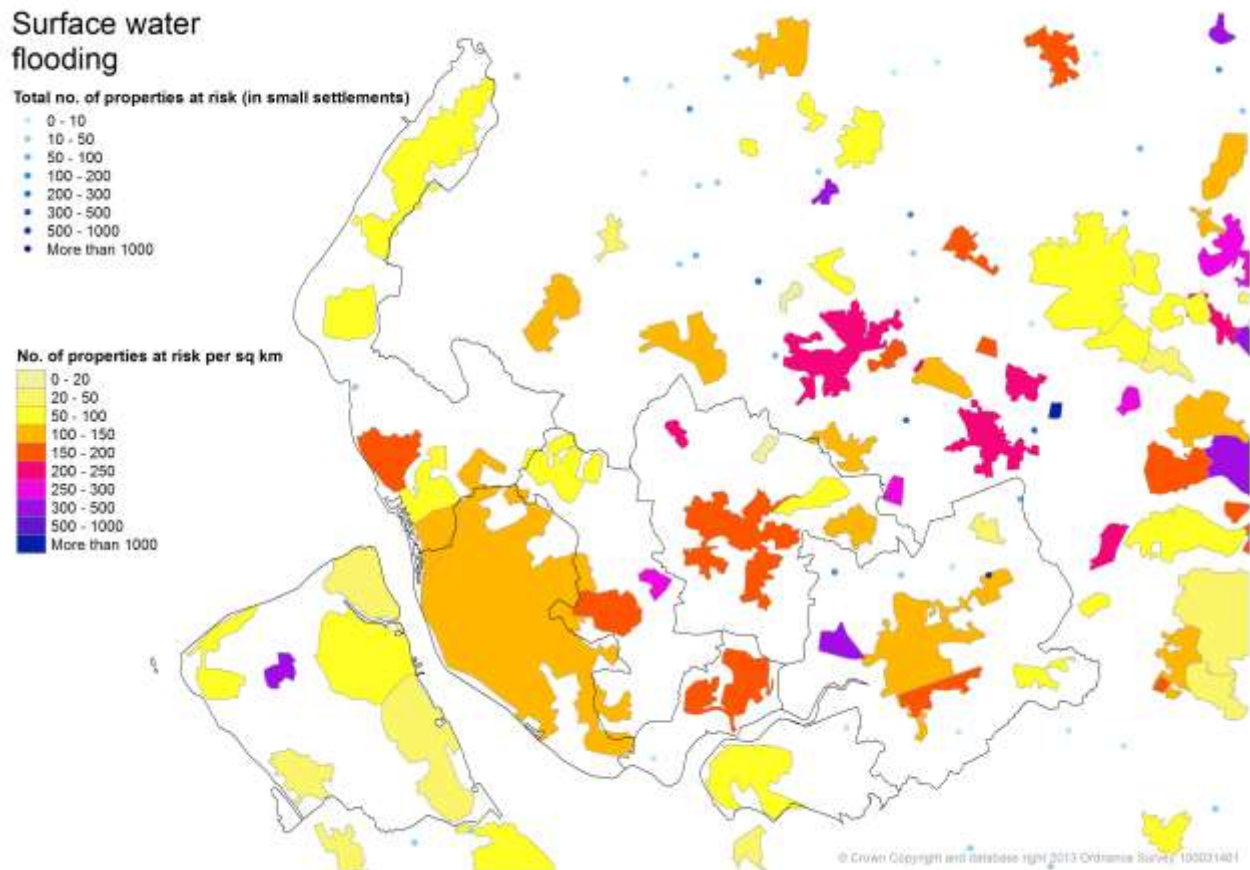 Surface water
flooding
Total no. of properties at risk (in small settlements)
0 - 10
10 - 50
50 - 100
100 - 200
200 - 300
300 - 500
500 - 1000
More than 1000
No. of properties at risk per sq km
0 - 20
20 - 50
50 - 100
100 - 150
150 - 200
200 - 250
250 - 300
300 - 500
500 - 1000
More than 1000
© Crown Copyright and database right 2013 Ordnance Survey 100031461